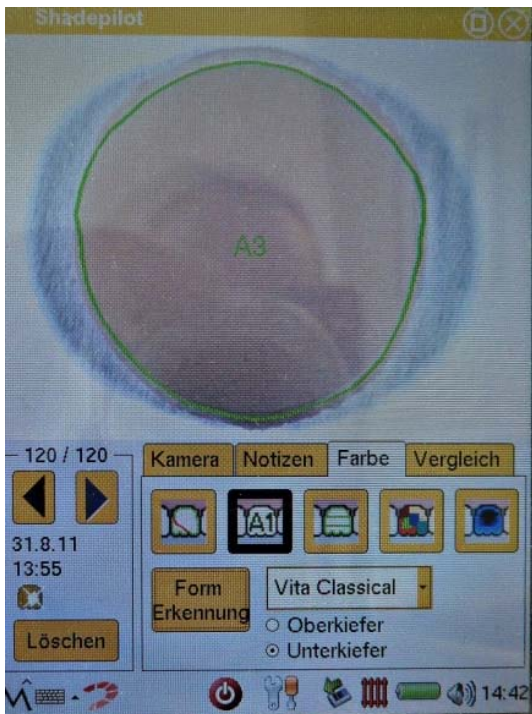 Shadepilot
A3
120 / 120
31.8.11
13:55
Löschen
Kamera
Notizen
Farbe
Vergleich
A1
Form
Erkennung
Vita Classical
Oberkiefer
Unterkiefer
14:42